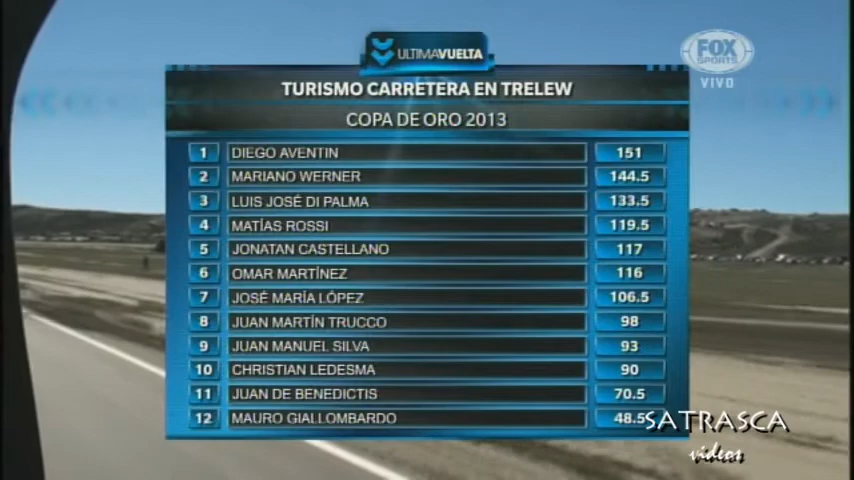 ULTIMAVUELTA
FOX
SPORTS
VIVO
TURISMO CARRETERA EN TRELEW
COPA DE ORO 2013
1 DIEGO AVENTIN 151
2 MARIANO WERNER 144.5
3 LUIS JOSÉ DI PALMA 133.5
4 MATÍAS ROSSI 119.5
5 JONATAN CASTELLANO 117
6 OMAR MARTÍNEZ 116
7 JOSÉ MARÍA LÓPEZ 106.5
8 JUAN MARTÍN TRUCCO 98
9 JUAN MANUEL SILVA 93
10 CHRISTIAN LEDESMA 90
11 JUAN DE BENEDICTIS 70.5
12 MAURO GIALLOMBARDO 48.5
SATRASCA
videos